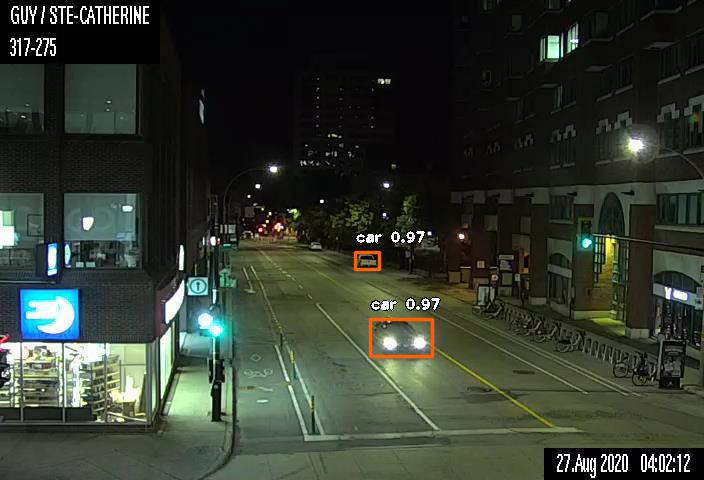 GUY / STE-CATHERINE
317-275
car 0.97
car 0.97
27.Aug 2020 04:02:12